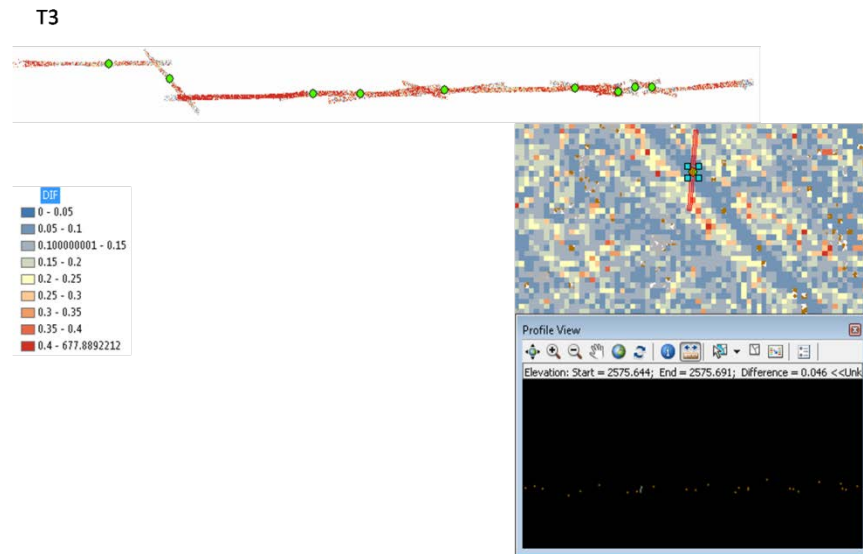 T3
DIF
0 - 0.05
0.05 - 0.1
0.100000001 - 0.15
0.15 - 0.2
0.2 - 0.25
0.25 - 0.3
0.3 - 0.35
0.35 - 0.4
0.4 - 677.8892212
Profile View
Elevation: Start = 2575.644; End = 2575.691; Difference = 0.046 <<Unk